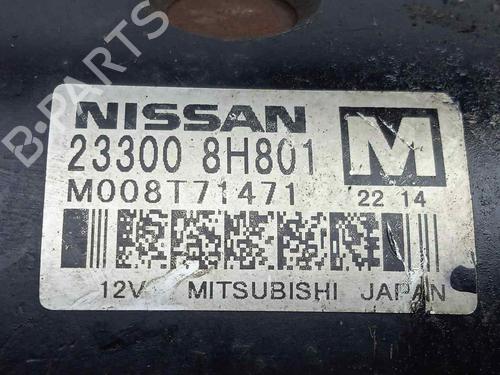 B-PARTS
NISSAN
M
23300 8H801
M008T71471
22 14
12V MITSUBISHI JAPAN